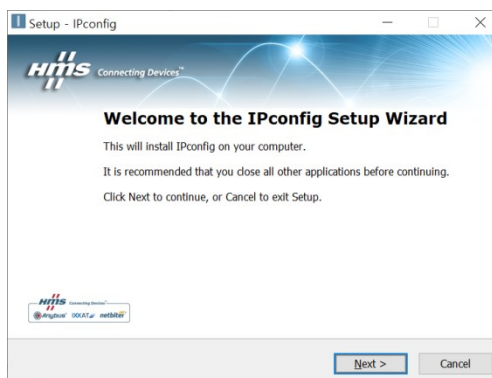 Setup - IPconfig
HMS Connecting Devices™
Welcome to the IPconfig Setup Wizard
This will install IPconfig on your computer.
It is recommended that you close all other applications before continuing.
Click Next to continue, or Cancel to exit Setup.
HMS Connecting Devices™
Anybus® IXXAT® netbiter®
Next >
Cancel